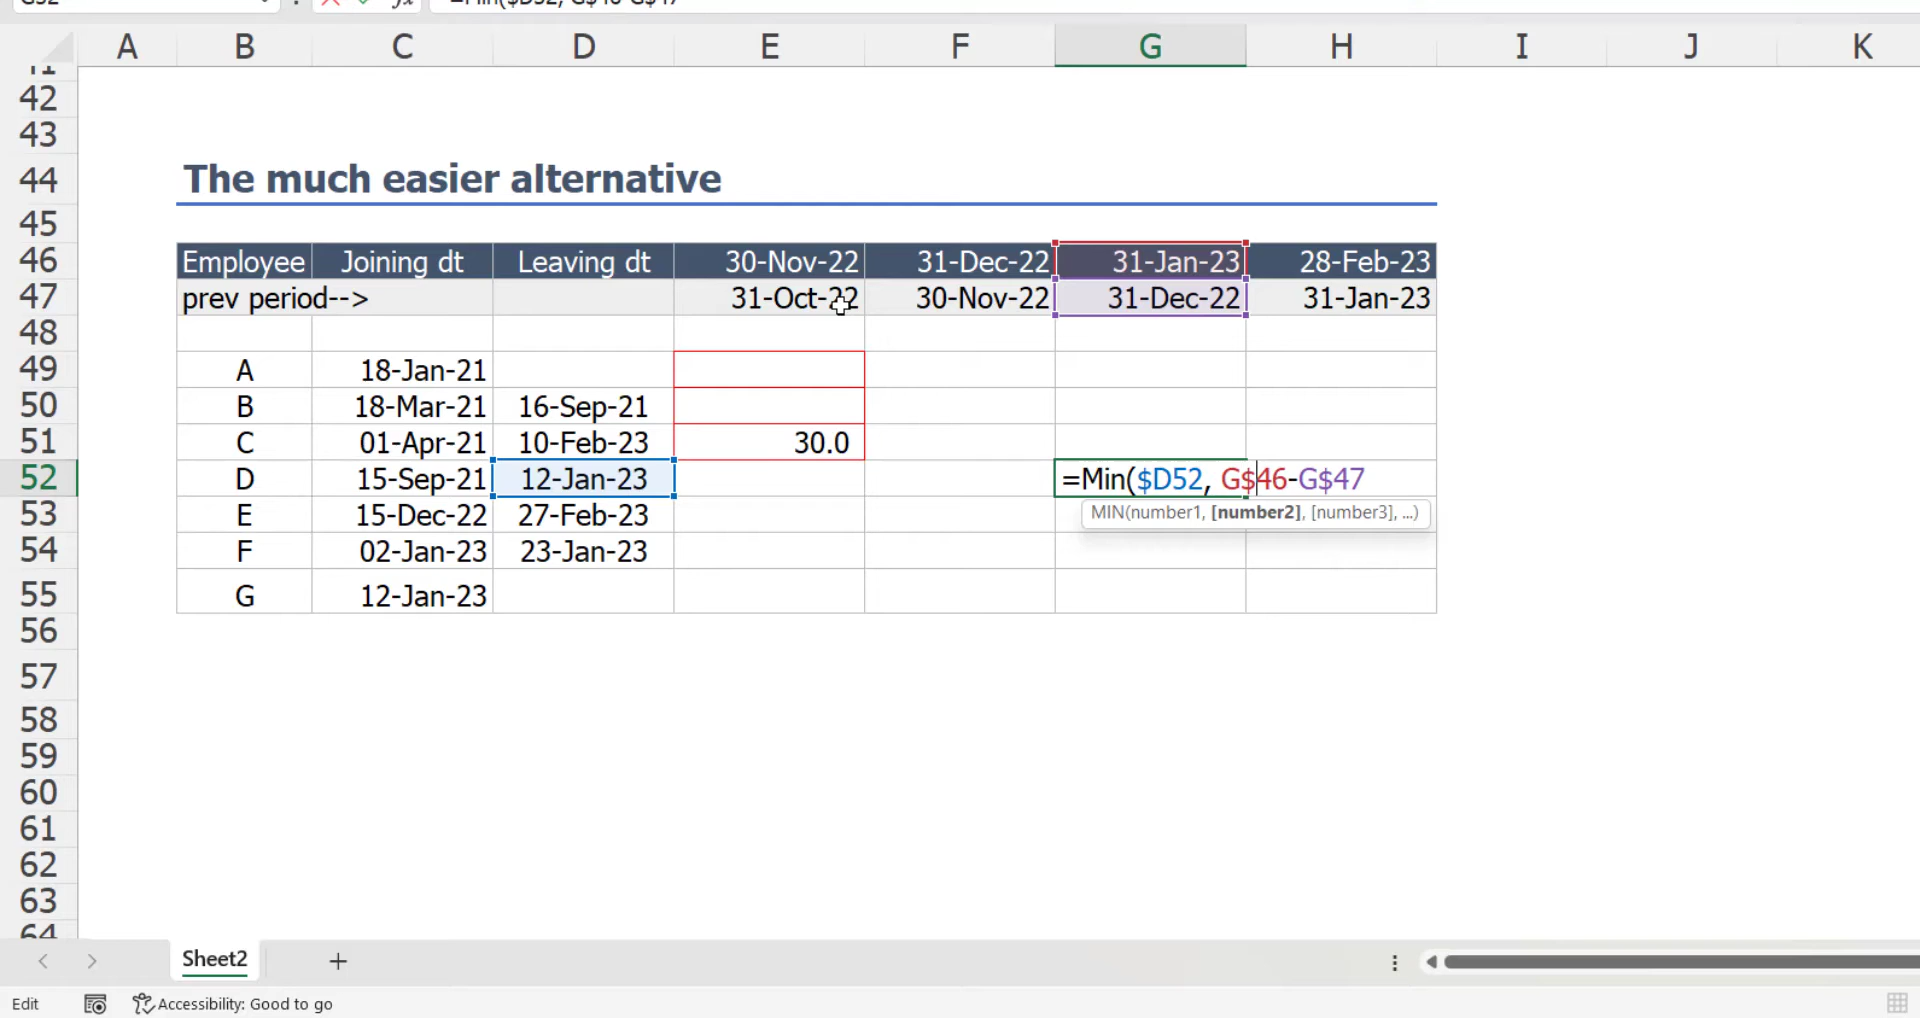 =Min($D52, G$46-G$47
A B C D E F G H I J K
42
43
44 The much easier alternative
45
46 Employee Joining dt Leaving dt 30-Nov-22 31-Dec-22 31-Jan-23 28-Feb-23
47 prev period--> 31-Oct-22 30-Nov-22 31-Dec-22 31-Jan-23
48
49 A 18-Jan-21
50 B 18-Mar-21 16-Sep-21
51 C 01-Apr-21 10-Feb-23 30.0
52 D 15-Sep-21 12-Jan-23 =Min($D52, G$46-G$47
53 E 15-Dec-22 27-Feb-23
MIN(number1, [number2], [number3], ...)
54 F 02-Jan-23 23-Jan-23
55 G 12-Jan-23
56
57
58
59
60
61
62
63
64
Sheet2
Edit Accessibility: Good to go